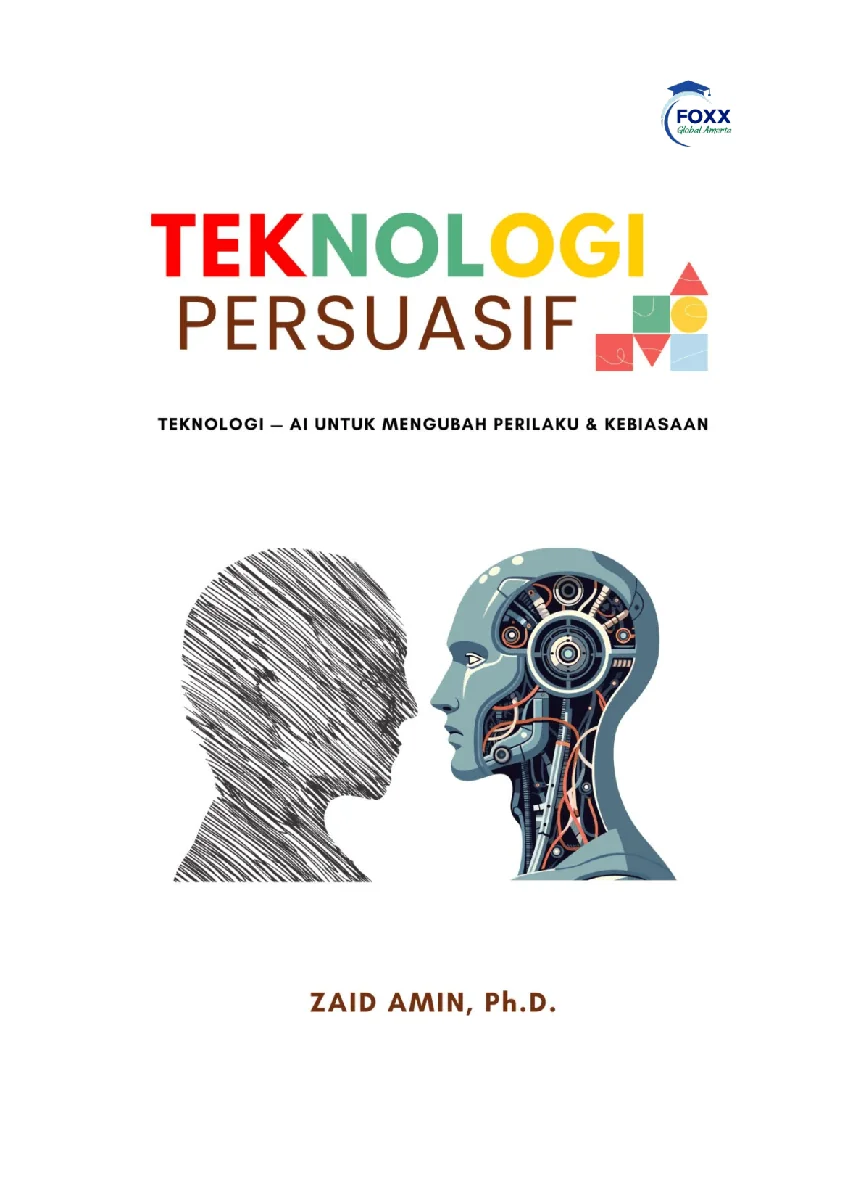 FOXX
Global Amerta
TEKNOLOGI
PERSUASIF
TEKNOLOGI — AI UNTUK MENGUBAH PERILAKU & KEBIASAAN
ZAID AMIN, Ph.D.